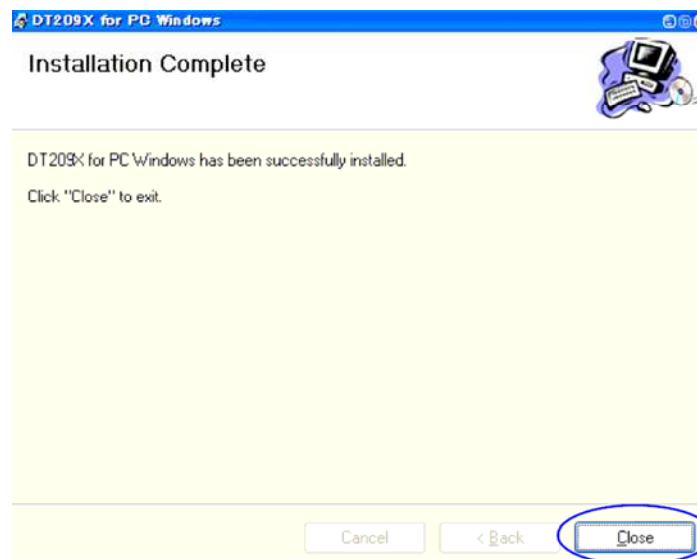 DT209X for PC Windows
Installation Complete
DT209X for PC Windows has been successfully installed.
Click "Close" to exit.
Cancel
< Back
Close